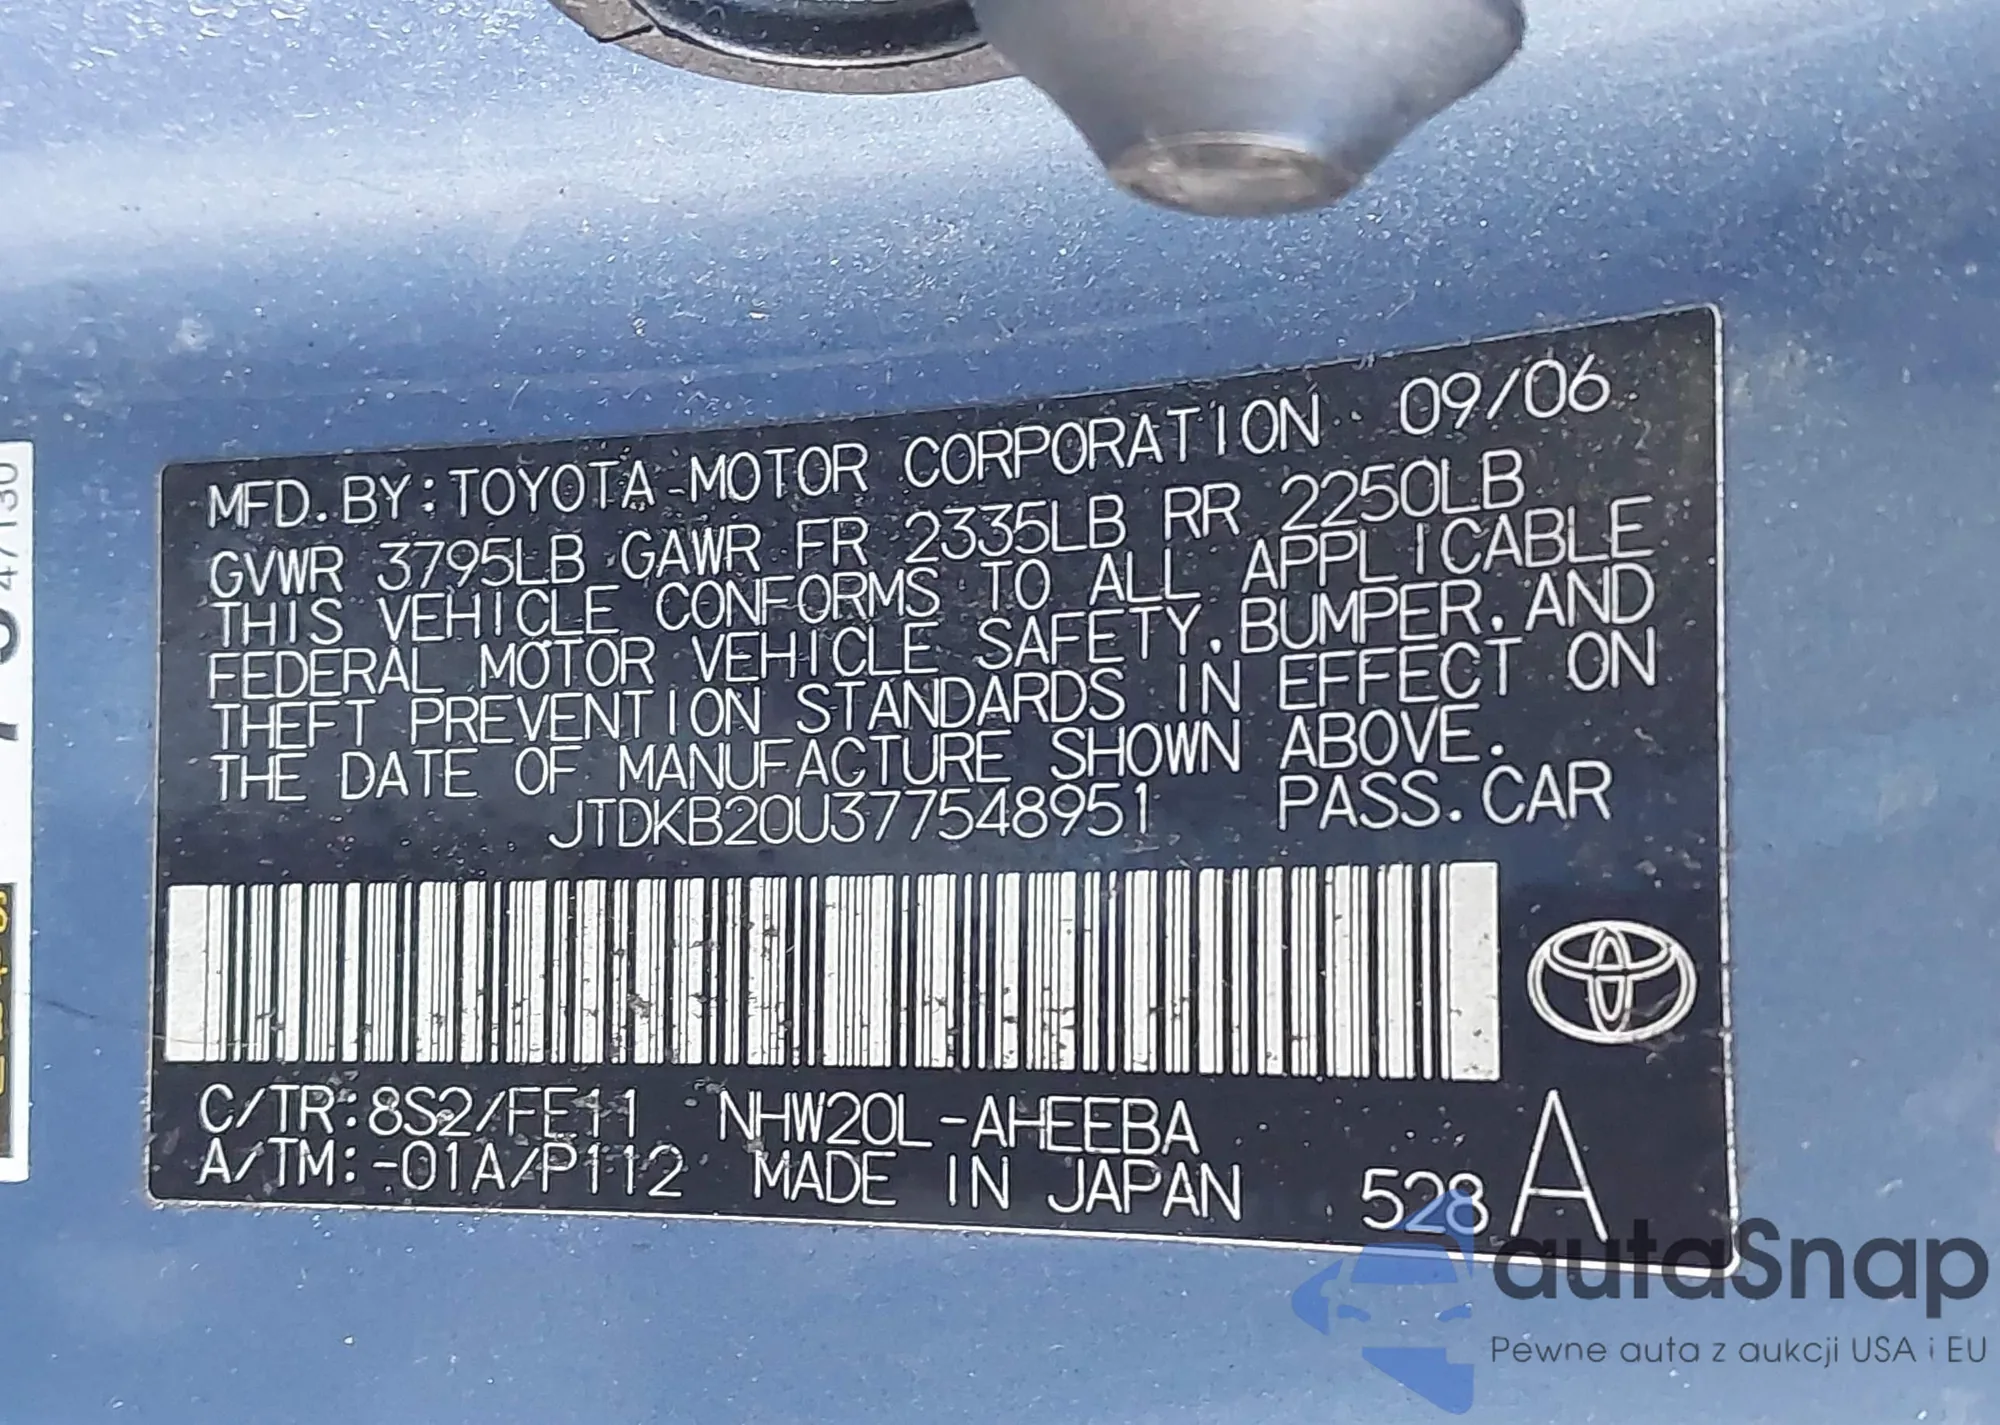 MFD. BY: TOYOTA MOTOR CORPORATION 09/06
GVWR 3795LB GAWR FR 2335LB RR 2250LB
THIS VEHICLE CONFORMS TO ALL APPLICABLE
FEDERAL MOTOR VEHICLE SAFETY, BUMPER, AND
THEFT PREVENTION STANDARDS IN EFFECT ON
THE DATE OF MANUFACTURE SHOWN ABOVE.
JTDKB20U377548951 PASS. CAR
C/TR: 8S2/FE11 NHW20L-AHEEBA
A/TM: -01A/P112 MADE IN JAPAN 528 A
autaSnap
Pewne auta z aukcji USA i EU